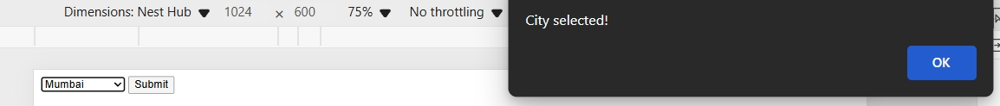 Dimensions: Nest Hub ▼ 1024 × 600 75% ▼ No throttling ▼
City selected!
OK
Mumbai Submit